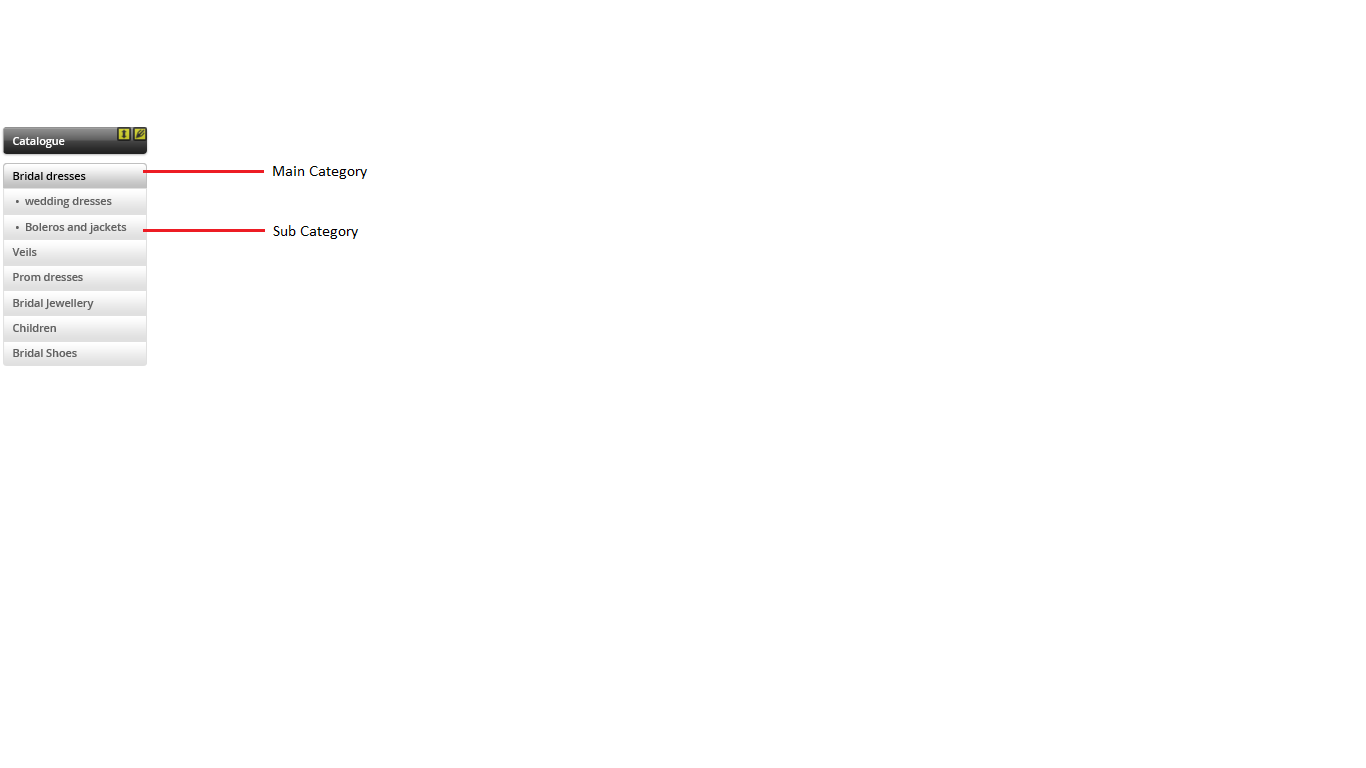 Catalogue
Bridal dresses
Main Category
• wedding dresses
• Boleros and jackets
Sub Category
Veils
Prom dresses
Bridal Jewellery
Children
Bridal Shoes